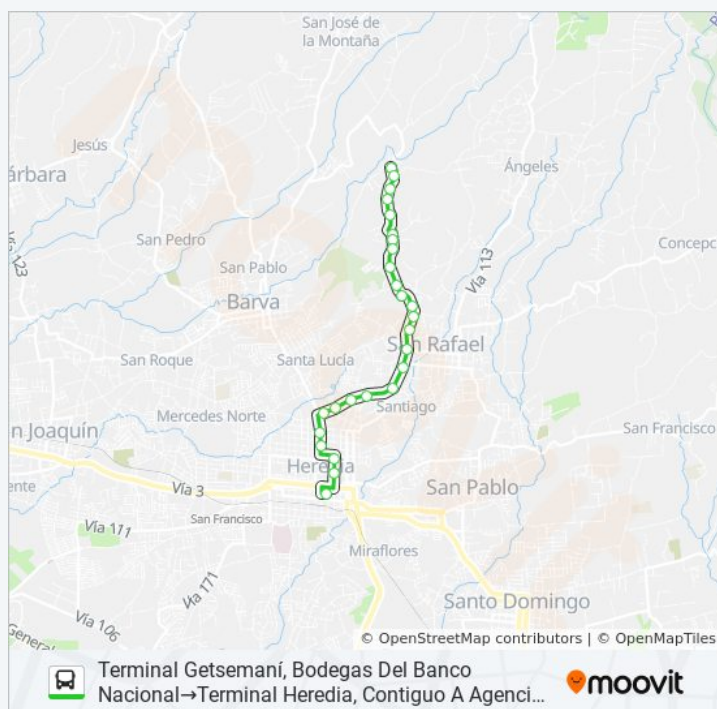 San José de
la Montaña
Jesús
Ángeles
árbara
Vía 113
San Pedro
Concepc
Vía 123
San Pablo
Barva
San Rafael
San Roque
Santa Lucía
Mercedes Norte
Santiago
n Joaquín
San Francisco
Heredia
ente
Vía 3
San Pablo
San Francisco
Vía 111
Miraflores
Vía 171
Santo Domingo
Vía 106
General
© OpenStreetMap contributors | © OpenMapTiles
Terminal Getsemaní, Bodegas Del Banco
Nacional→Terminal Heredia, Contiguo A Agenci...
moovit